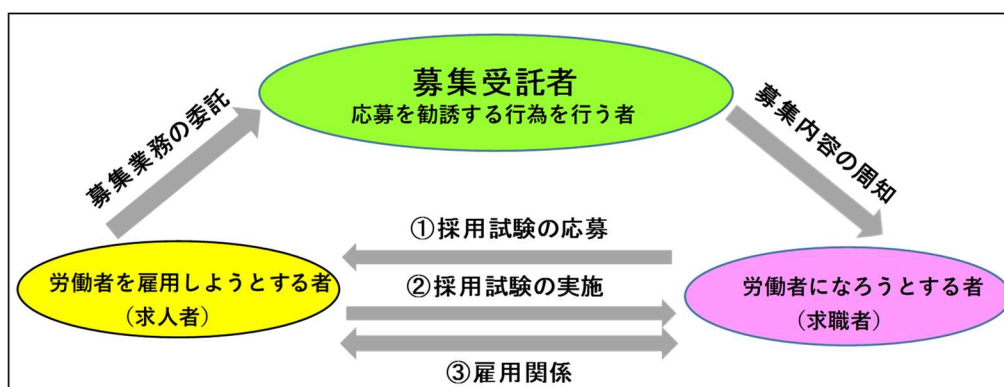 募集受託者
応募を勧誘する行為を行う者
募集業務の委託
募集内容の周知
①採用試験の応募
労働者を雇用しようとする者
（求人者）
②採用試験の実施
労働者になろうとする者
（求職者）
③雇用関係